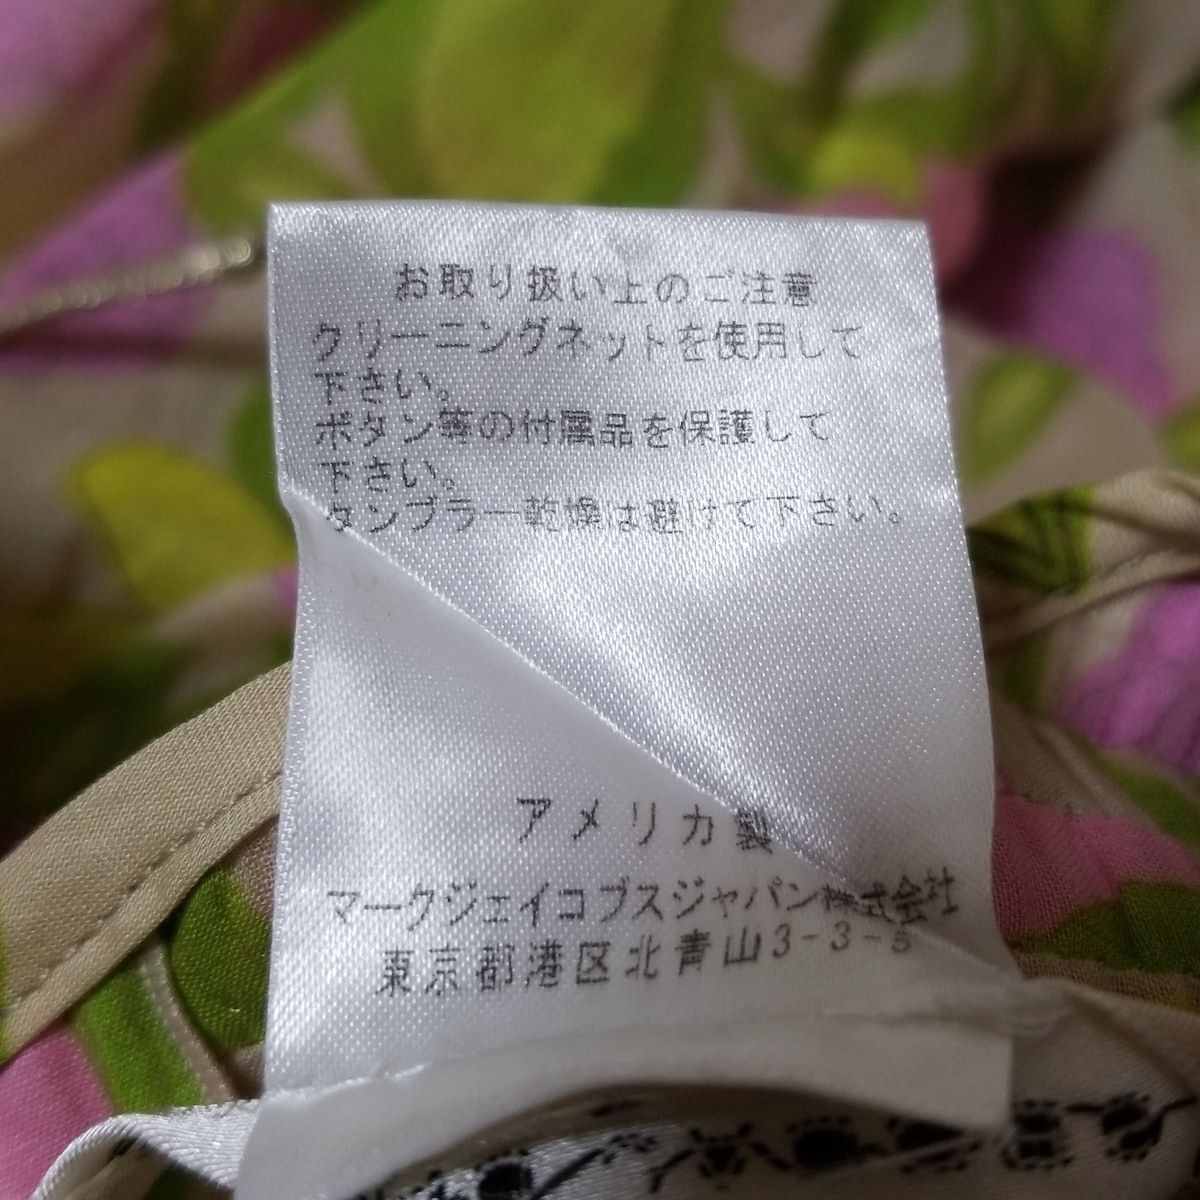 お取り扱い上のご注意
クリーニングネットを使用して
下さい。
ボタン等の付属品を保護して
下さい。
タンブラー乾燥は避けて下さい。
アメリカ製
マークジェイコブスジャパン株式会社
東京都港区北青山3-3-5